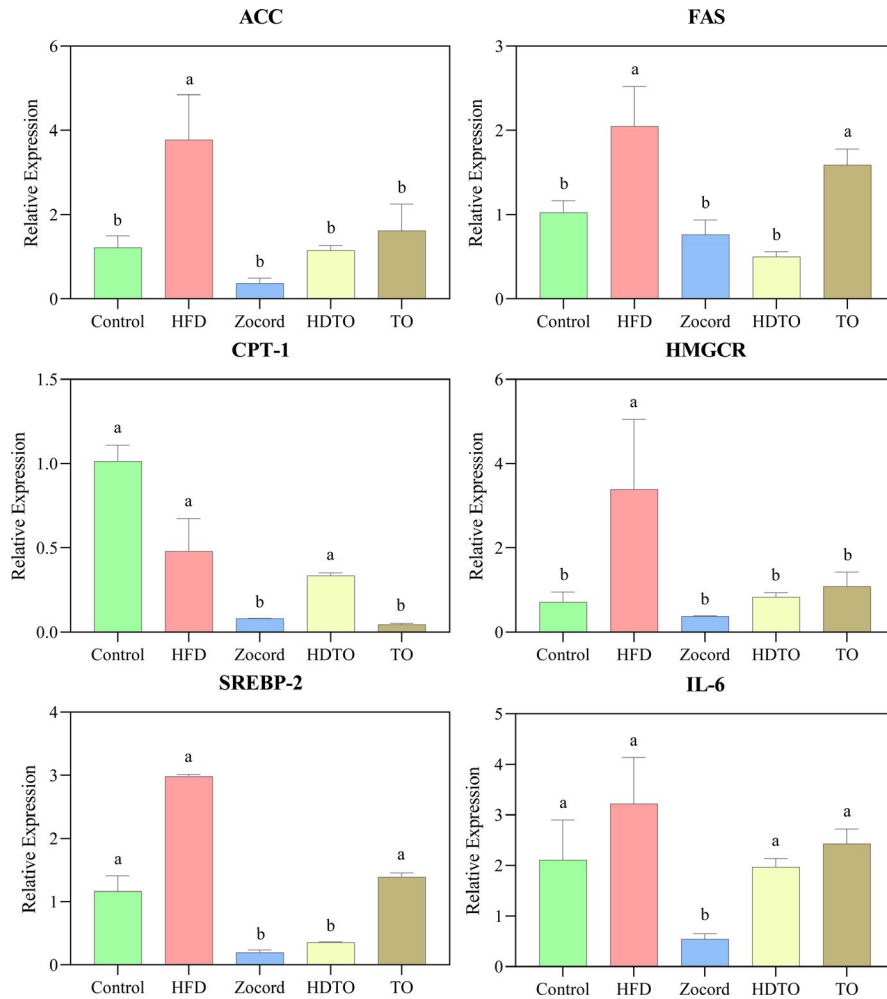 ACC
6
4
2
0
Relative Expression
b
a
b
b
b
Control HFD Zocord HDTO TO
FAS
3
2
1
0
Relative Expression
b
a
b
b
a
Control HFD Zocord HDTO TO
CPT-1
1.5
1.0
0.5
0.0
Relative Expression
a
a
b
a
b
Control HFD Zocord HDTO TO
HMGCR
6
4
2
0
Relative Expression
b
a
b
b
b
Control HFD Zocord HDTO TO
SREBP-2
4
3
2
1
0
Relative Expression
a
a
b
b
a
Control HFD Zocord HDTO TO
IL-6
5
4
3
2
1
0
Relative Expression
a
a
b
a
a
Control HFD Zocord HDTO TO